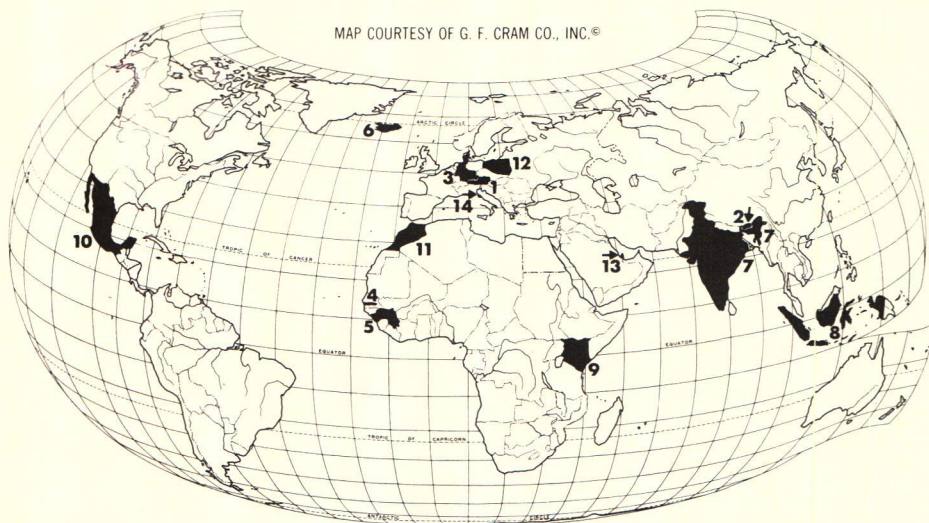 MAP COURTESY OF G. F. CRAM CO., INC.©
ARCTIC CIRCLE
6
12
3
1
14
2
7
10
11
13
7
TROPIC OF CANCER
4
5
8
EQUATOR
EQUATOR
9
TROPIC OF CAPRICORN
ANTARCTIC CIRCLE